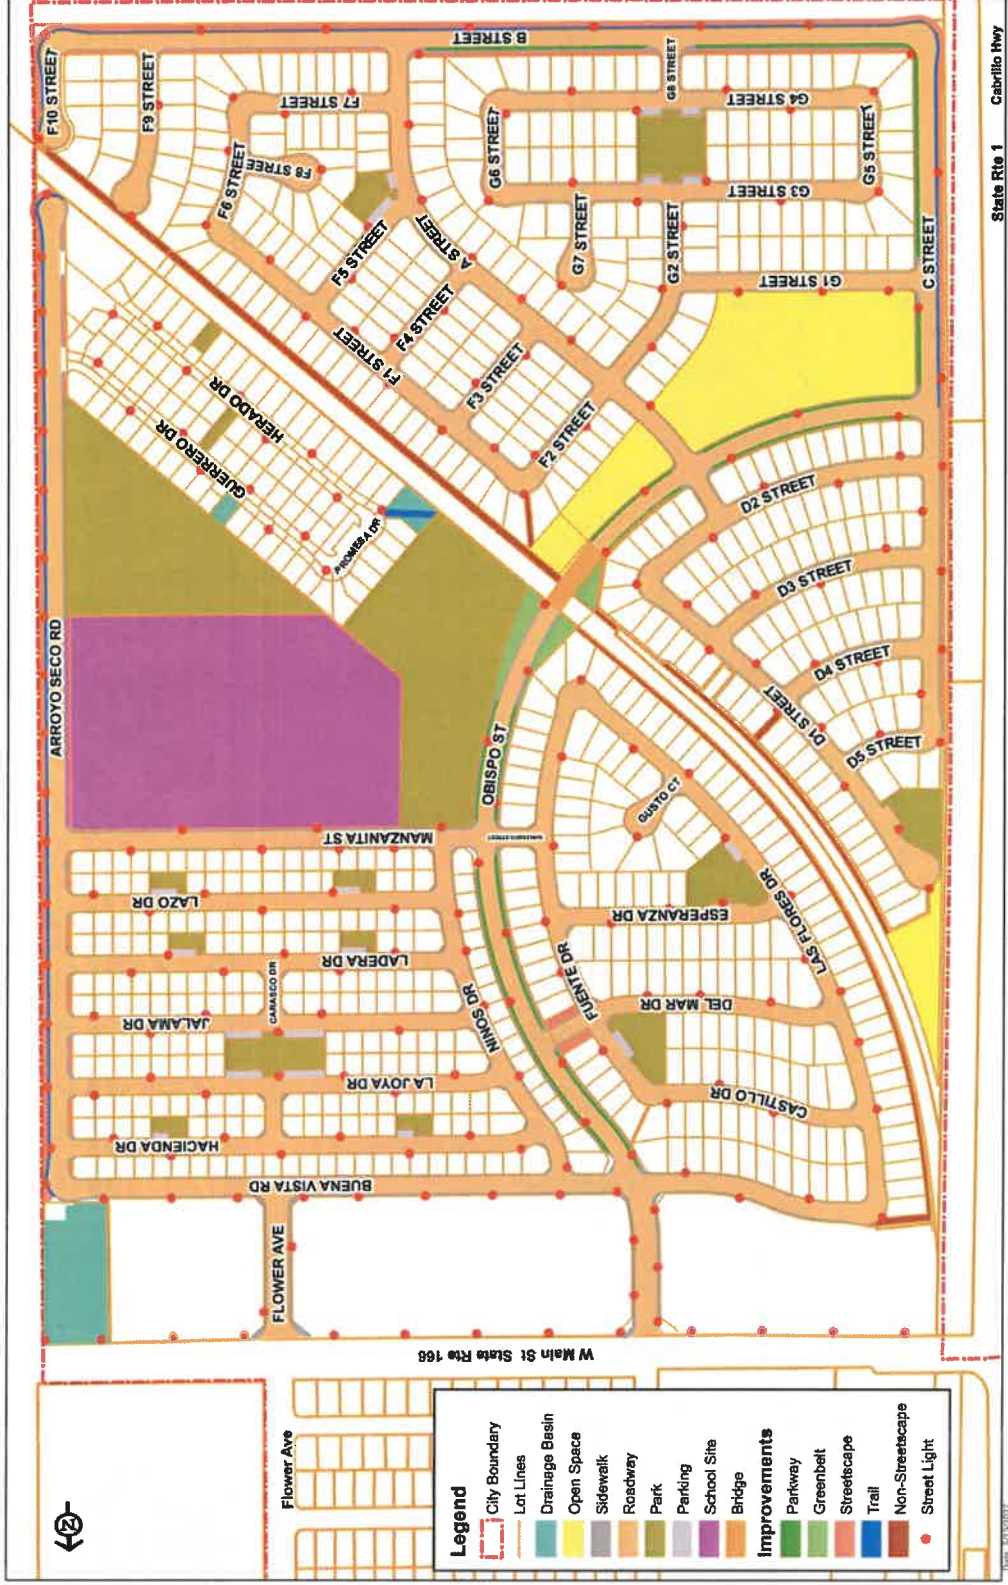 B STREET
F10 STREET
F9 STREET
F7 STREET
F8 STREE
F6 STREET
G8 STREET
G4 STREET
G6 STREET
G5 STREET
G3 STREET
F5 STREET
A STREET
G7 STREET
G2 STREET
C STREET
G1 STREET
State Rte 1
Cabrillo Hwy
F4 STREET
F1 STREET
F3 STREET
F2 STREET
HERADO DR
GUERRERO DR
PROMESA DR
D2 STREET
D3 STREET
D4 STREET
D1 STREET
D5 STREET
ARROYO SECO RD
OBISPO ST
MANZANITA ST
GUSTO CT
LAZO DR
ESPERANZA DR
LAS FLORES DR
LADERA DR
CARASCO DR
FUENTE DR
JALAMA DR
NINOS DR
DEL MAR DR
LA JOYA DR
CASTILLO DR
HACIENDA DR
BUENA VISTA RD
FLOWER AVE
W Main St State Rte 166
Flower Ave
N
Legend
City Boundary
Lot Lines
Drainage Basin
Open Space
Sidewalk
Roadway
Park
Parking
School Site
Bridge
Improvements
Parkway
Greenbelt
Streetscape
Trail
Non-Streetscape
Street Light